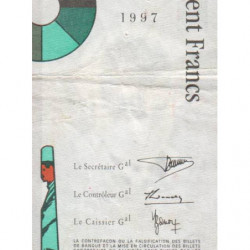 1997
ent Francs
Le Secrétaire Gal
Le Contrôleur Gal
Le Caissier Gal
LE CONTREFAÇON OU LA FALSIFICATION DES BILLETS
DE BANQUE ET LA MISE EN CIRCULATION DES BILLETS